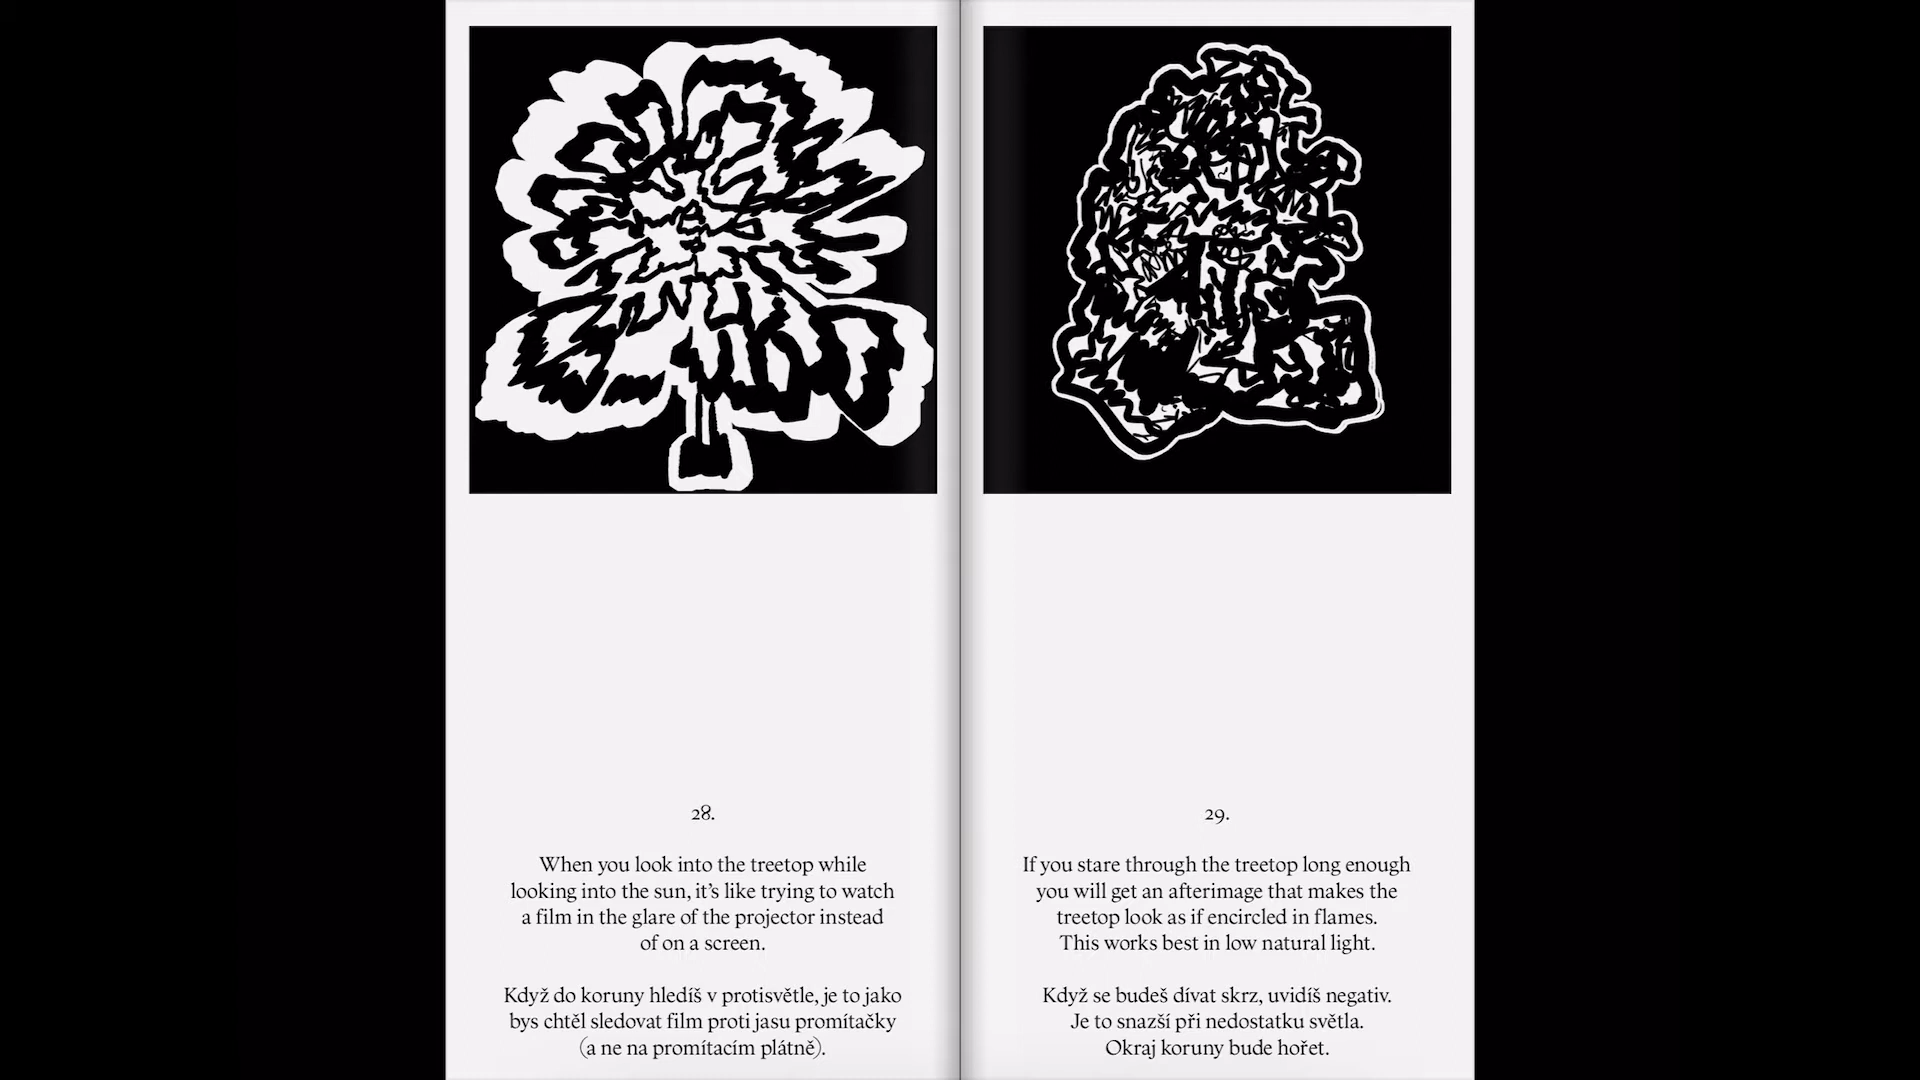 28.
When you look into the treetop while
looking into the sun, it’s like trying to watch
a film in the glare of the projector instead
of on a screen.
Když do koruny hledíš v protisvětle, je to jako
bys chtěl sledovat film proti jasu promítačky
(a ne na promítacím plátně).
29.
If you stare through the treetop long enough
you will get an afterimage that makes the
treetop look as if encircled in flames.
This works best in low natural light.
Když se budeš dívat skrz, uvidíš negativ.
Je to snazší při nedostatku světla.
Okraj koruny bude hořet.